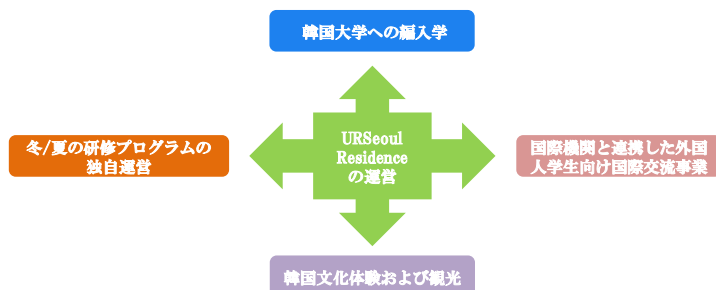 韓国大学への編入学
冬/夏の研修プログラムの
独自運営
URSeoul
Residence
の運営
国際機関と連携した外国
人学生向け国際交流事業
韓国文化体験および観光